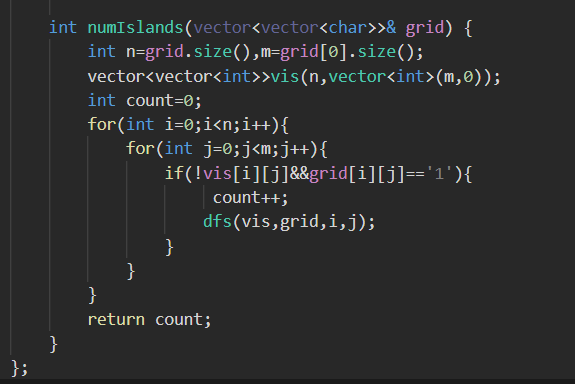 int numIslands(vector<vector<char>>& grid) {
int n=grid.size(),m=grid[0].size();
vector<vector<int>>vis(n,vector<int>(m,0));
int count=0;
for(int i=0;i<n;i++){
for(int j=0;j<m;j++){
if(!vis[i][j]&&grid[i][j]=='1'){
count++;
dfs(vis,grid,i,j);
}
}
}
return count;
}
};